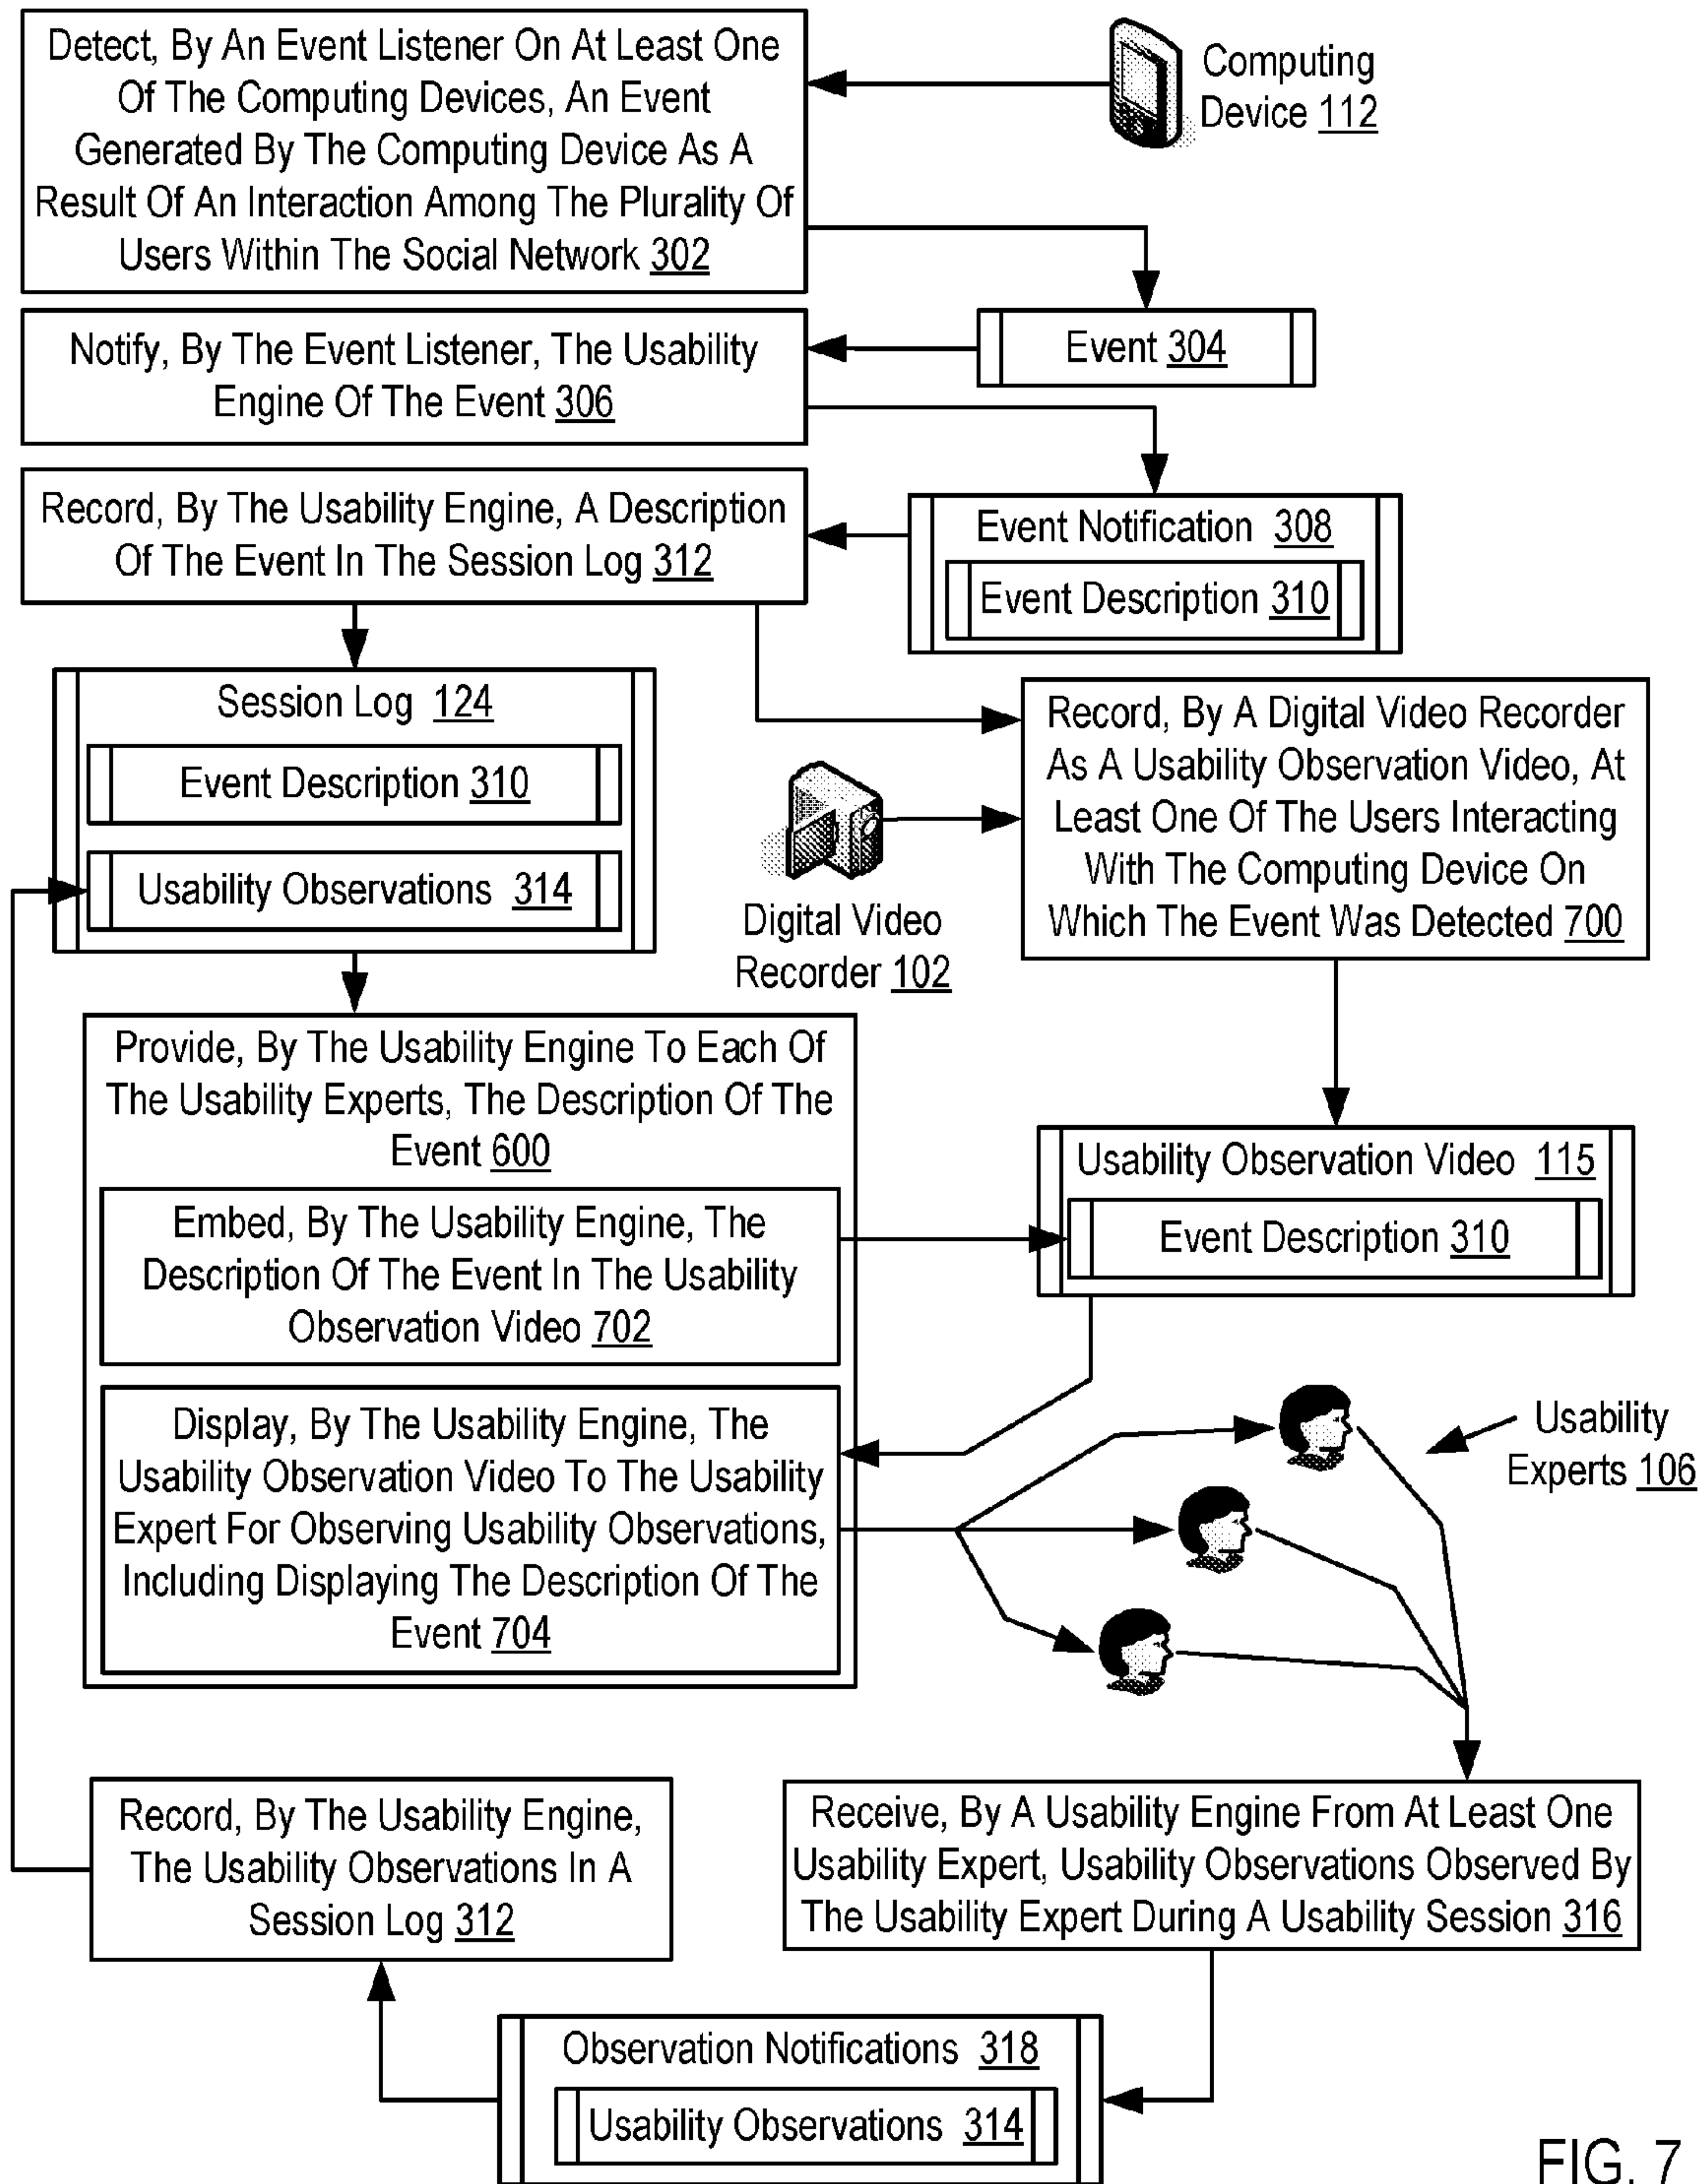 Detect, By An Event Listener On At Least One
Of The Computing Devices, An Event
Generated By The Computing Device As A
Result Of An Interaction Among The Plurality Of
Users Within The Social Network 302
Computing
Device 112
Event 304
Notify, By The Event Listener, The Usability
Engine Of The Event 306
Record, By The Usability Engine, A Description
Of The Event In The Session Log 312
Event Notification 308
Event Description 310
Session Log 124
Event Description 310
Usability Observations 314
Digital Video
Recorder 102
Record, By A Digital Video Recorder
As A Usability Observation Video, At
Least One Of The Users Interacting
With The Computing Device On
Which The Event Was Detected 700
Provide, By The Usability Engine To Each Of
The Usability Experts, The Description Of The
Event 600
Embed, By The Usability Engine, The
Description Of The Event In The Usability
Observation Video 702
Usability Observation Video 115
Event Description 310
Display, By The Usability Engine, The
Usability Observation Video To The Usability
Expert For Observing Usability Observations,
Including Displaying The Description Of The
Event 704
Usability
Experts 106
Record, By The Usability Engine,
The Usability Observations In A
Session Log 312
Receive, By A Usability Engine From At Least One
Usability Expert, Usability Observations Observed By
The Usability Expert During A Usability Session 316
Observation Notifications 318
Usability Observations 314
FIG. 7